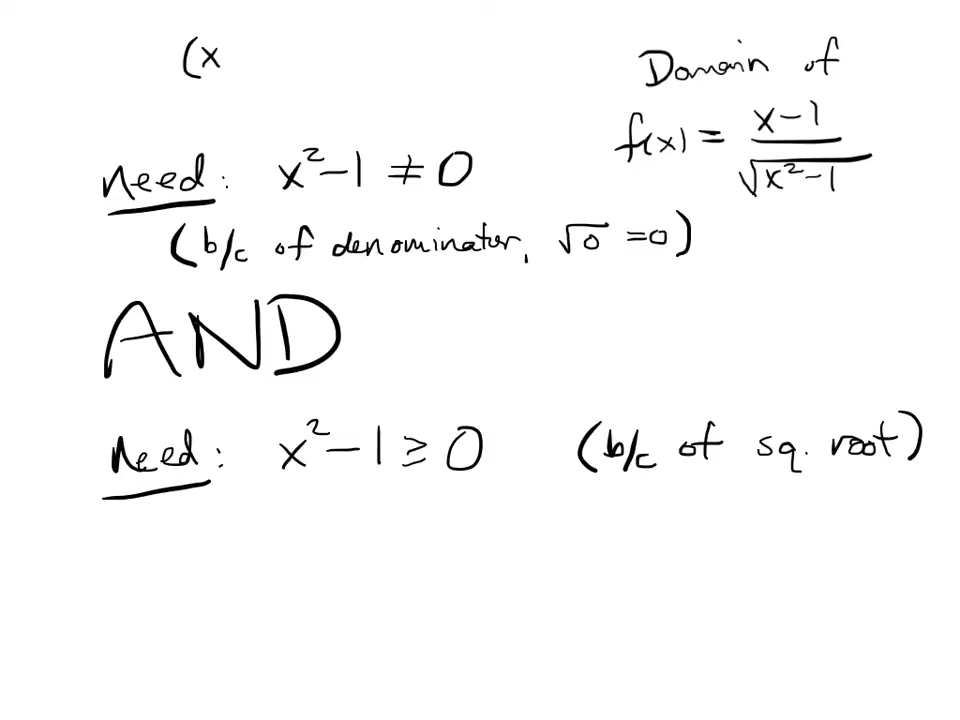 (x
Domain of
f(x) = x-1 / √x²-1
need: x²-1 ≠ 0
(b/c of denominator, √0 = 0)
AND
need: x²-1 ≥ 0 (b/c of sq. root)